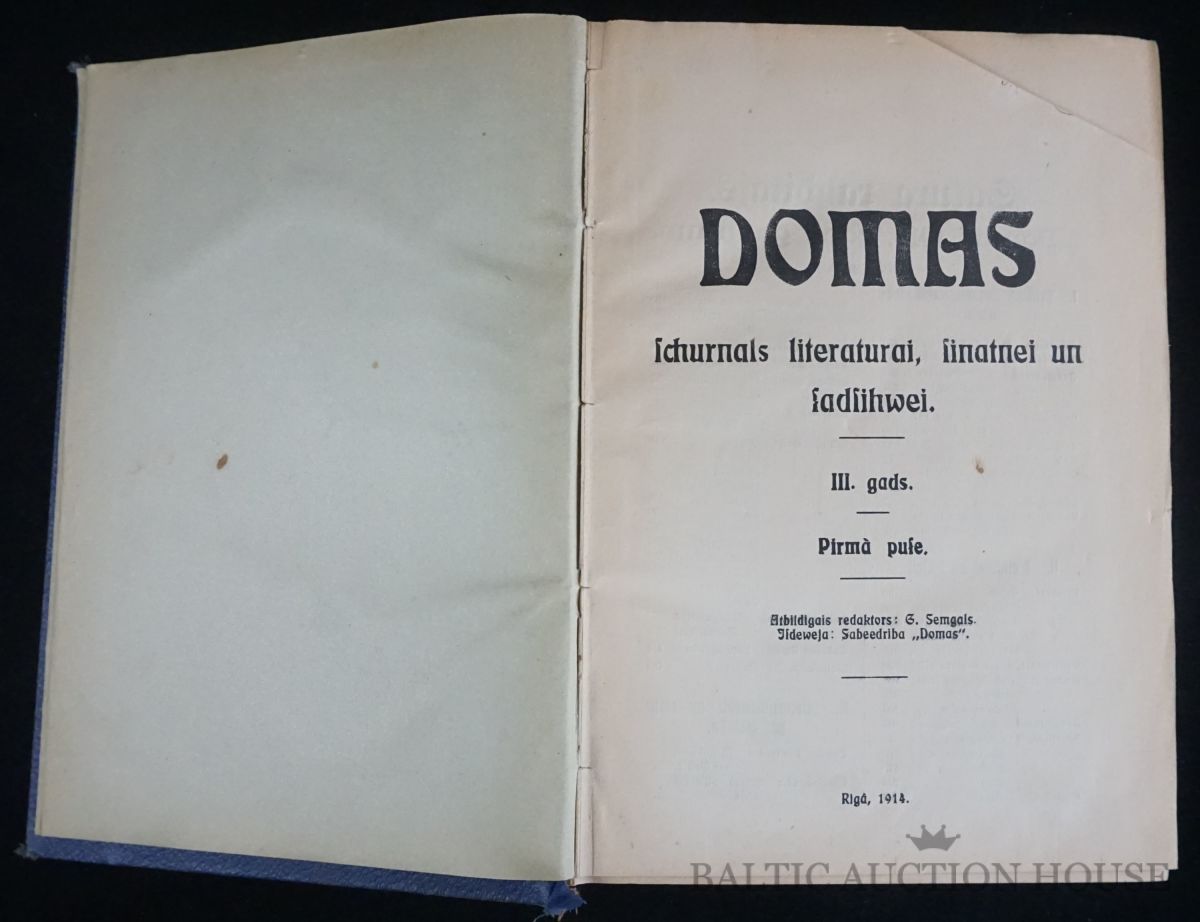 DOMAS
ſchurnals literaturai, ſinatnei un
ſadſihwei.
III. gads.
Pirmà puſe.
Atbildigais redaktors: G. Semgals.
Iſdeweja: Sabeedriba „Domas".
Rigâ, 1914.
BALTIC AUCTION HOUSE